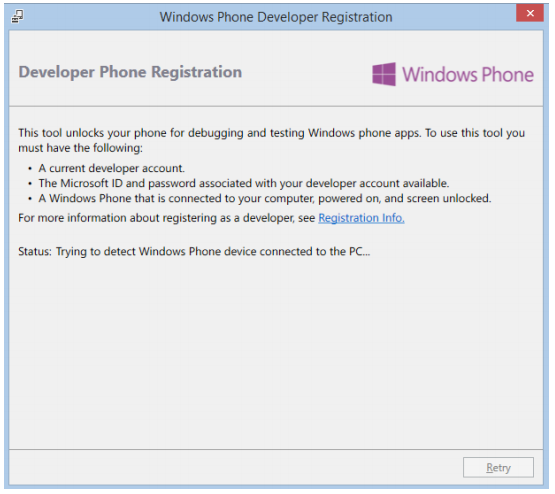 Windows Phone Developer Registration
Developer Phone Registration
Windows Phone
This tool unlocks your phone for debugging and testing Windows phone apps. To use this tool you
must have the following:
• A current developer account.
• The Microsoft ID and password associated with your developer account available.
• A Windows Phone that is connected to your computer, powered on, and screen unlocked.
For more information about registering as a developer, see Registration Info.
Status: Trying to detect Windows Phone device connected to the PC...
Retry